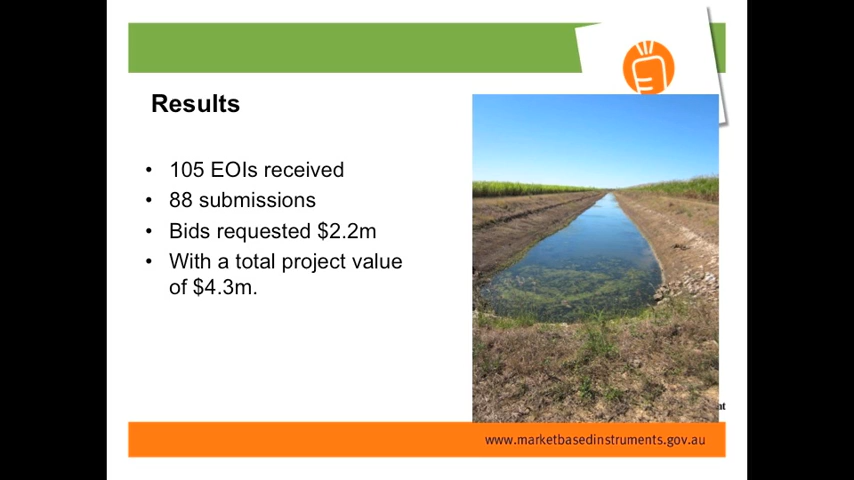 Results
• 105 EOIs received
• 88 submissions
• Bids requested $2.2m
• With a total project value
of $4.3m.
www.marketbasedinstruments.gov.au